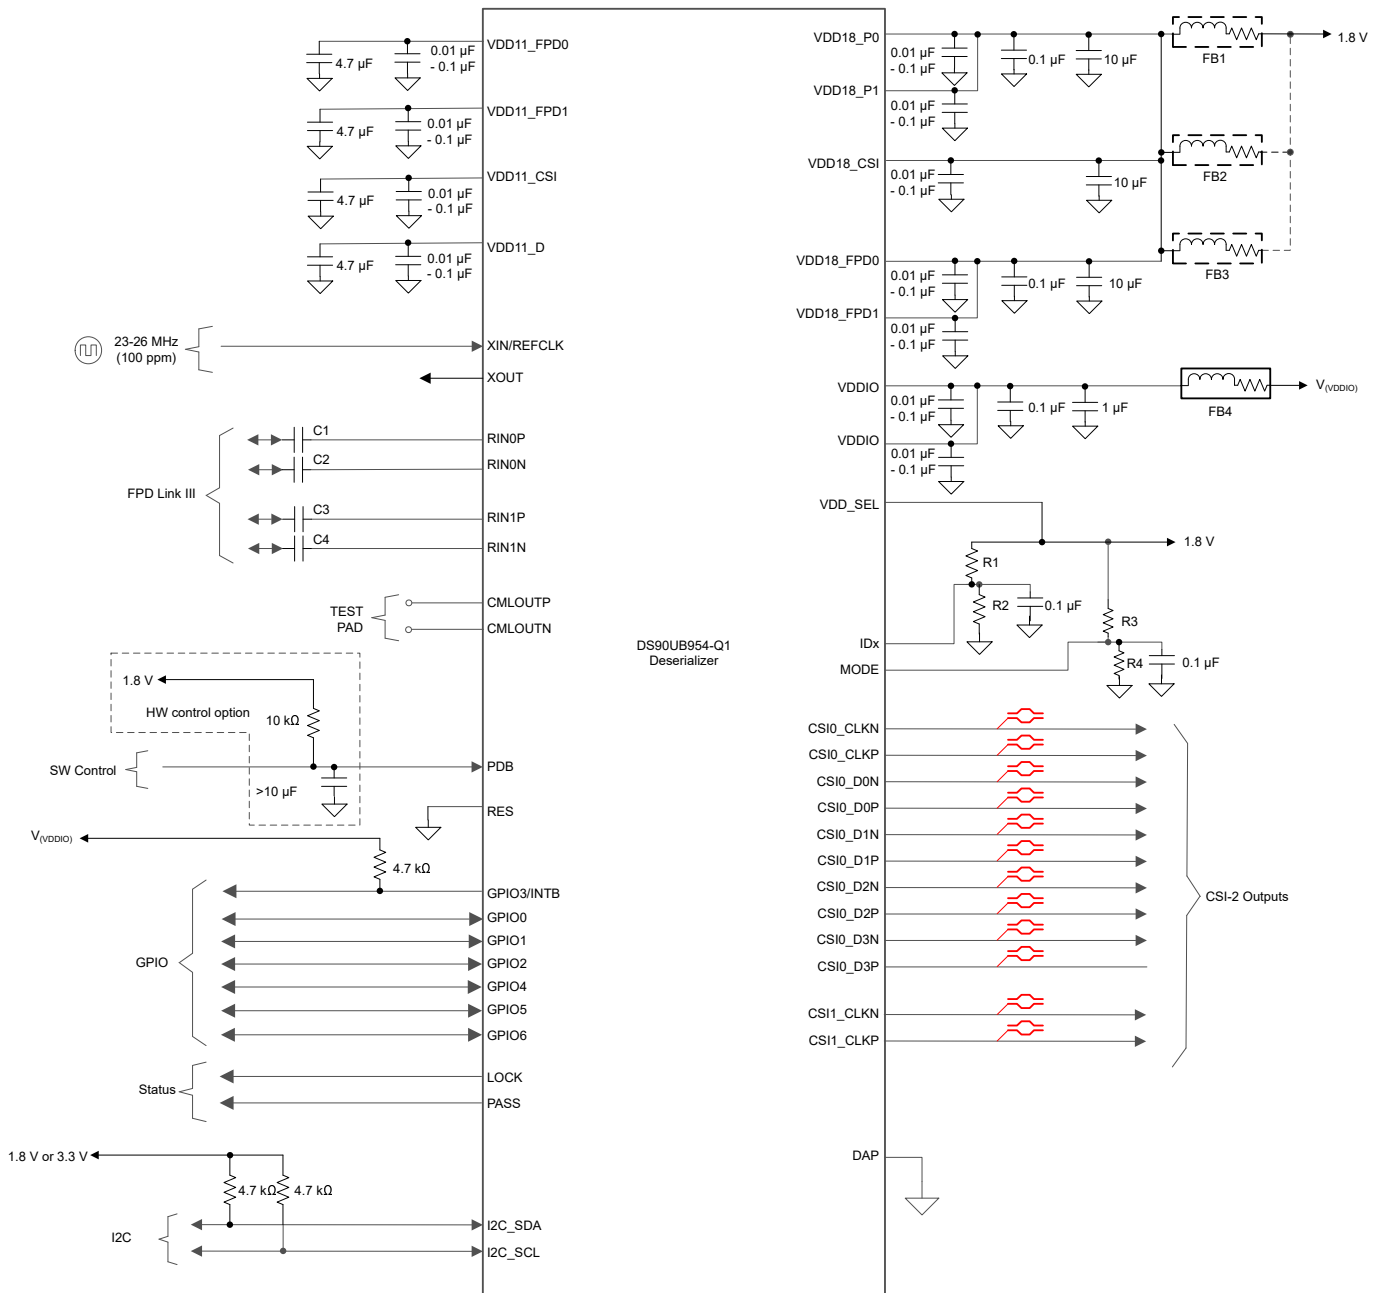 VDD11_FPD0
4.7 µF
0.01 µF
- 0.1 µF
VDD11_FPD1
4.7 µF
0.01 µF
- 0.1 µF
VDD11_CSI
4.7 µF
0.01 µF
- 0.1 µF
VDD11_D
4.7 µF
0.01 µF
- 0.1 µF
23-26 MHz
(100 ppm)
XIN/REFCLK
XOUT
FPD Link III
C1
RIN0P
C2
RIN0N
C3
RIN1P
C4
RIN1N
TEST
PAD
CMLOUTP
CMLOUTN
1.8 V
HW control option
10 kΩ
SW Control
PDB
>10 µF
RES
V(VDDIO)
4.7 kΩ
GPIO
GPIO3/INTB
GPIO0
GPIO1
GPIO2
GPIO4
GPIO5
GPIO6
Status
LOCK
PASS
1.8 V or 3.3 V
4.7 kΩ
4.7 kΩ
I2C
I2C_SDA
I2C_SCL
DS90UB954-Q1
Deserializer
VDD18_P0
0.01 µF
- 0.1 µF
0.1 µF
10 µF
FB1
1.8 V
VDD18_P1
0.01 µF
- 0.1 µF
VDD18_CSI
0.01 µF
- 0.1 µF
10 µF
FB2
VDD18_FPD0
0.01 µF
- 0.1 µF
0.1 µF
10 µF
FB3
VDD18_FPD1
0.01 µF
- 0.1 µF
VDDIO
0.01 µF
- 0.1 µF
0.1 µF
1 µF
FB4
V(VDDIO)
VDDIO
0.01 µF
- 0.1 µF
VDD_SEL
1.8 V
R1
R2
0.1 µF
IDx
R3
R4
0.1 µF
MODE
CSI0_CLKN
CSI0_CLKP
CSI0_D0N
CSI0_D0P
CSI0_D1N
CSI0_D1P
CSI0_D2N
CSI0_D2P
CSI0_D3N
CSI0_D3P
CSI1_CLKN
CSI1_CLKP
CSI-2 Outputs
DAP